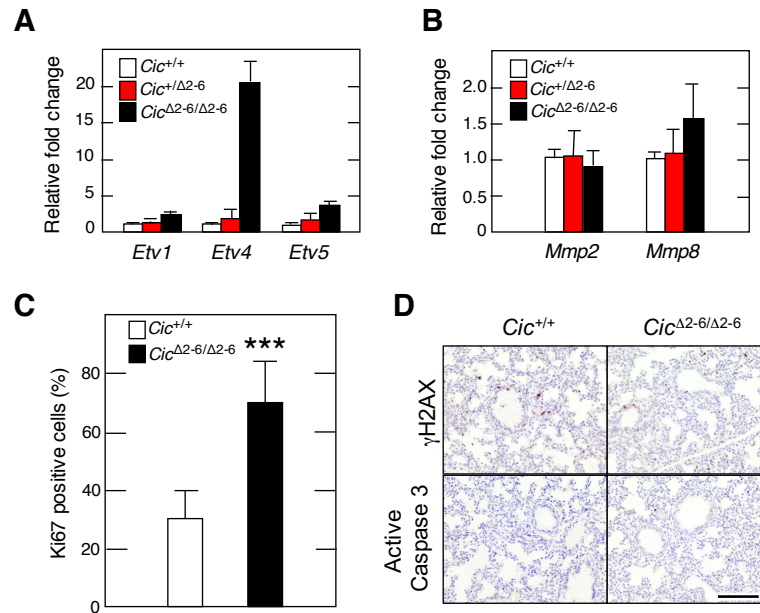 A
Cic+/+
Cic+/Δ2-6
CicΔ2-6/Δ2-6
Relative fold change
20
15
10
5
0
Etv1 Etv4 Etv5
B
Cic+/+
Cic+/Δ2-6
CicΔ2-6/Δ2-6
Relative fold change
2.0
1.5
1.0
0.5
0
Mmp2 Mmp8
C
Cic+/+
CicΔ2-6/Δ2-6
***
Ki67 positive cells (%)
80
60
40
20
0
D
Cic+/+ CicΔ2-6/Δ2-6
γH2AX
Active
Caspase 3